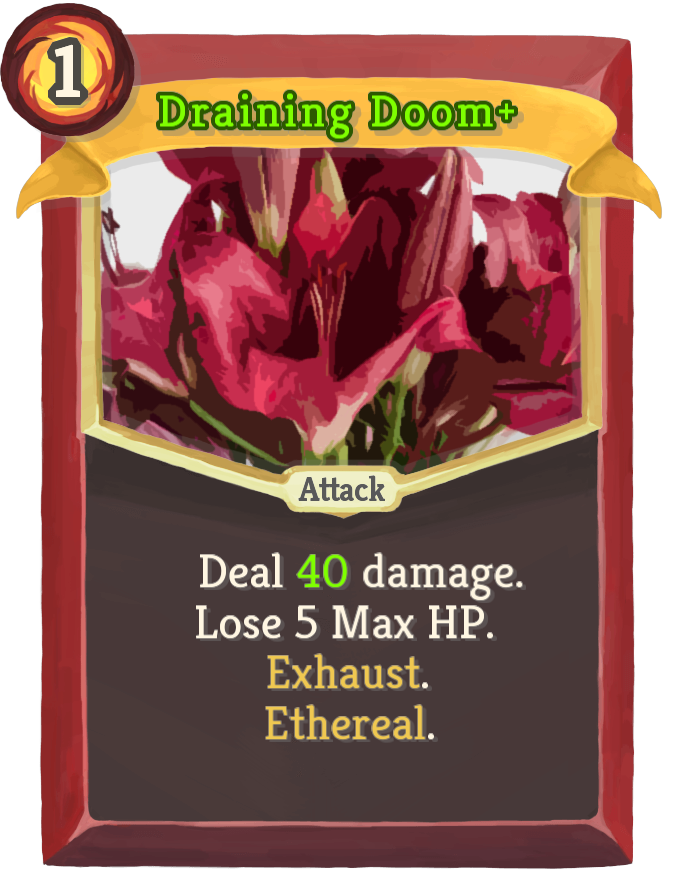 1
Draining Doom+
Attack
Deal 40 damage.
Lose 5 Max HP.
Exhaust.
Ethereal.